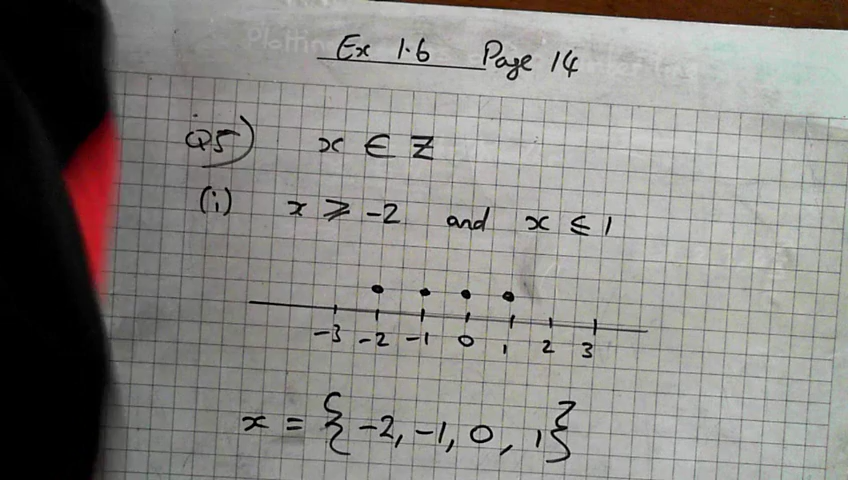 Plotting
Ex 1.6 Page 14
Q5) x ∈ Z
(i) x ⩾ -2 and x ⩽ 1
-3 -2 -1 0 1 2 3
x = {-2, -1, 0, 1}